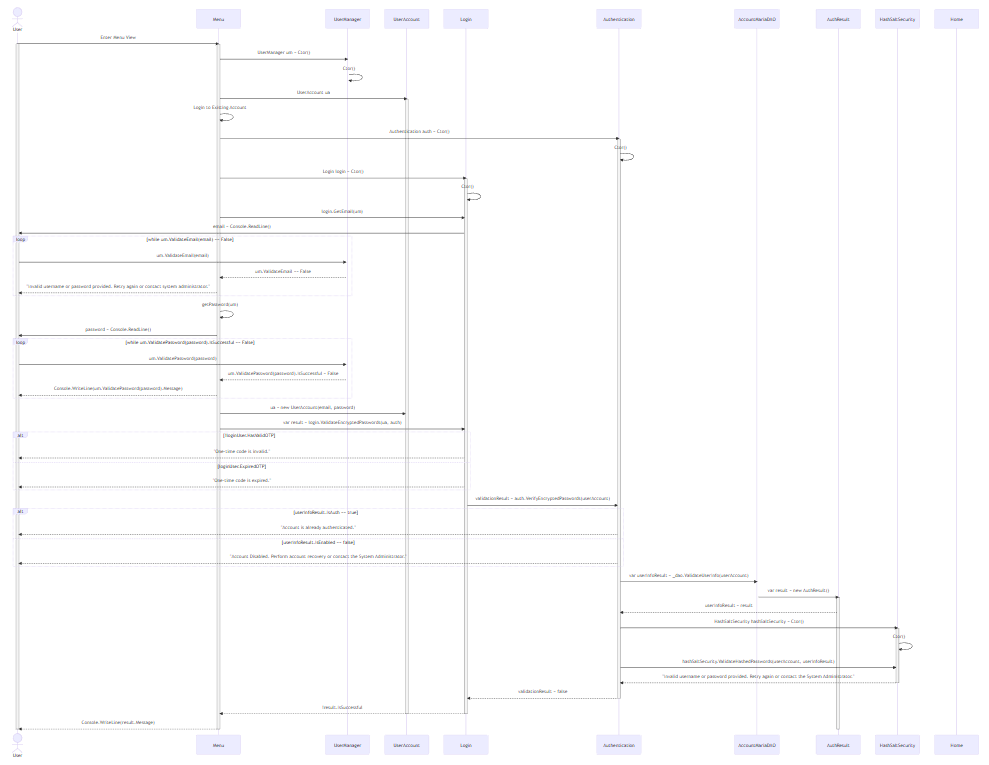 User
Menu
UserManager
UserAccount
Login
Authentication
AccountMariaDAO
AuthResult
HashSaltSecurity
Home
Enter Menu View
UserManager um = Ctor()
Ctor()
UserAccount ua
Login to Existing Account
Authentication auth = Ctor()
Ctor()
Login login = Ctor()
Ctor()
login.GetEmail(um)
email = Console.ReadLine()
loop
[while um.ValidateEmail(email) == False]
um.ValidateEmail(email)
um.ValidateEmail == False
"Invalid username or password provided. Retry again or contact system administrator."
getPassword(um)
password = Console.ReadLine()
loop
[while um.ValidatePassword(password).IsSuccessful == False]
um.ValidatePassword(password)
um.ValidatePassword(password).IsSuccessful = False
Console.WriteLine(um.ValidatePassword(password).Message)
ua = new UserAccount(email, password)
var result = login.ValidateEncryptedPasswords(ua, auth)
alt
"One-time code is invalid."
[loginUser.ExpiredOTP]
"One-time code is expired."
validationResult = auth.VerifyEncryptedPasswords(userAccount)
alt
[userInfoResult.IsAuth == true]
"Account is already authenticated."
[userInfoResult.IsEnabled == false]
"Account Disabled. Perform account recovery or contact the System Administrator."
var userInfoResult = _dao.ValidateUserInfo(userAccount)
var result = new AuthResult()
userInfoResult = result
HashSaltSecurity hashSaltSecurity = Ctor()
Ctor()
hashSaltSecurity.ValidateHashedPasswords(userAccount, userInfoResult)
"Invalid username or password provided. Retry again or contact the System Administrator"
validationResult = false
!result.IsSuccessful
Console.WriteLine(result.Message)
User
Menu
UserManager
UserAccount
Login
Authentication
AccountMariaDAO
AuthResult
HashSaltSecurity
Home